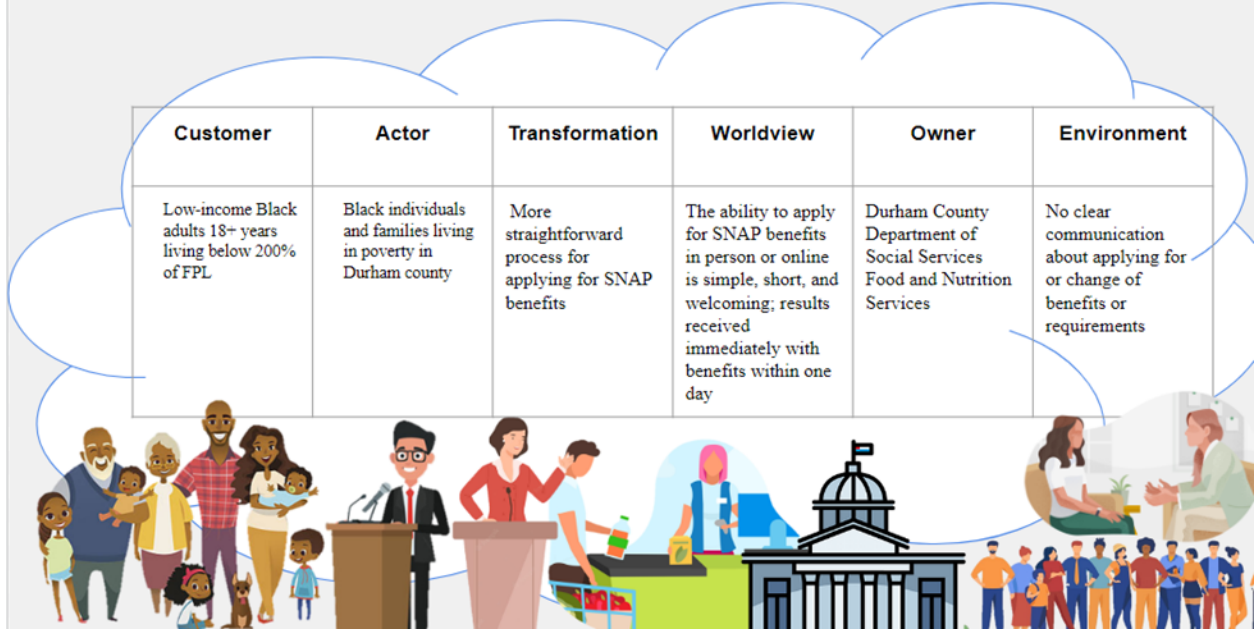 Customer
Actor
Transformation
Worldview
Owner
Environment
Low-income Black
adults 18+ years
living below 200%
of FPL
Black individuals
and families living
in poverty in
Durham county
More
straightforward
process for
applying for SNAP
benefits
The ability to apply
for SNAP benefits
in person or online
is simple, short, and
welcoming; results
received
immediately with
benefits within one
day
Durham County
Department of
Social Services
Food and Nutrition
Services
No clear
communication
about applying for
or change of
benefits or
requirements